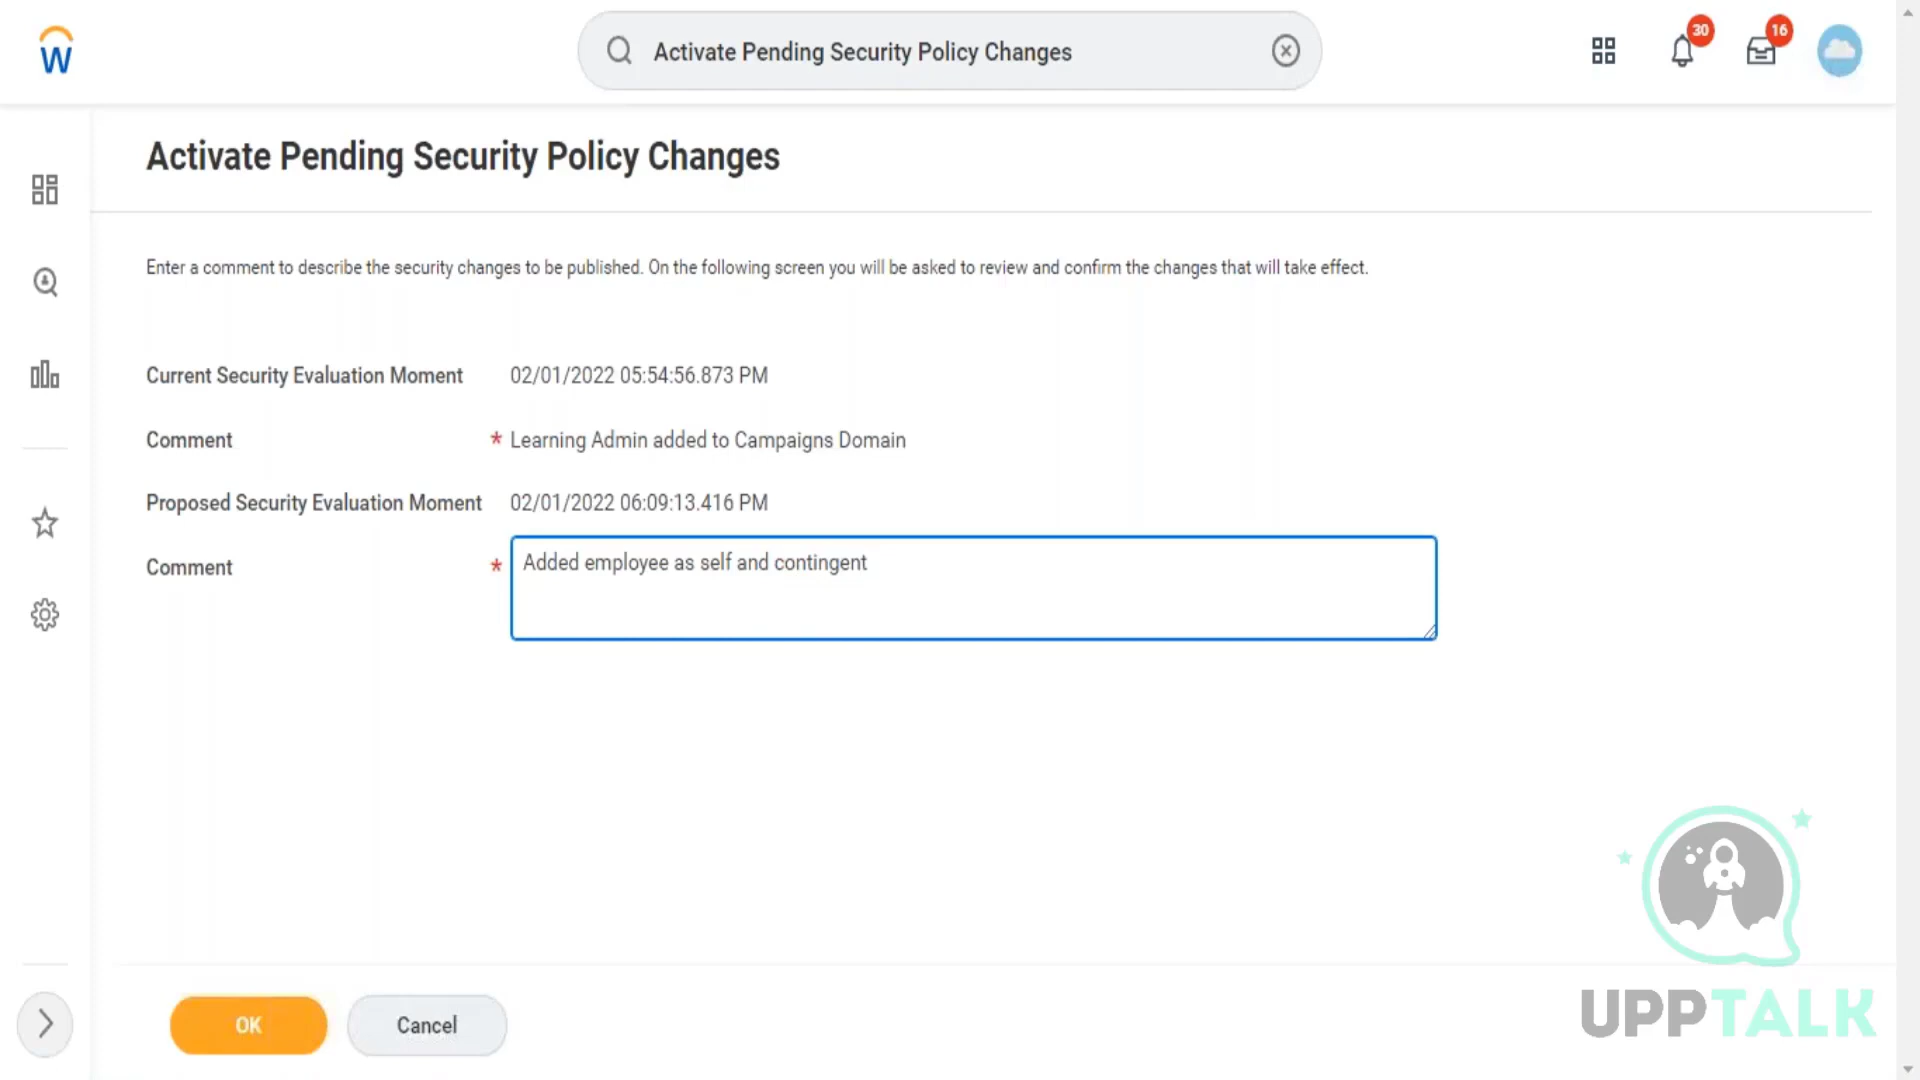 W
Activate Pending Security Policy Changes
30
16
Activate Pending Security Policy Changes
Enter a comment to describe the security changes to be published. On the following screen you will be asked to review and confirm the changes that will take effect.
Current Security Evaluation Moment 02/01/2022 05:54:56.873 PM
Comment * Learning Admin added to Campaigns Domain
Proposed Security Evaluation Moment 02/01/2022 06:09:13.416 PM
Comment * Added employee as self and contingent
OK Cancel
UPPTALK